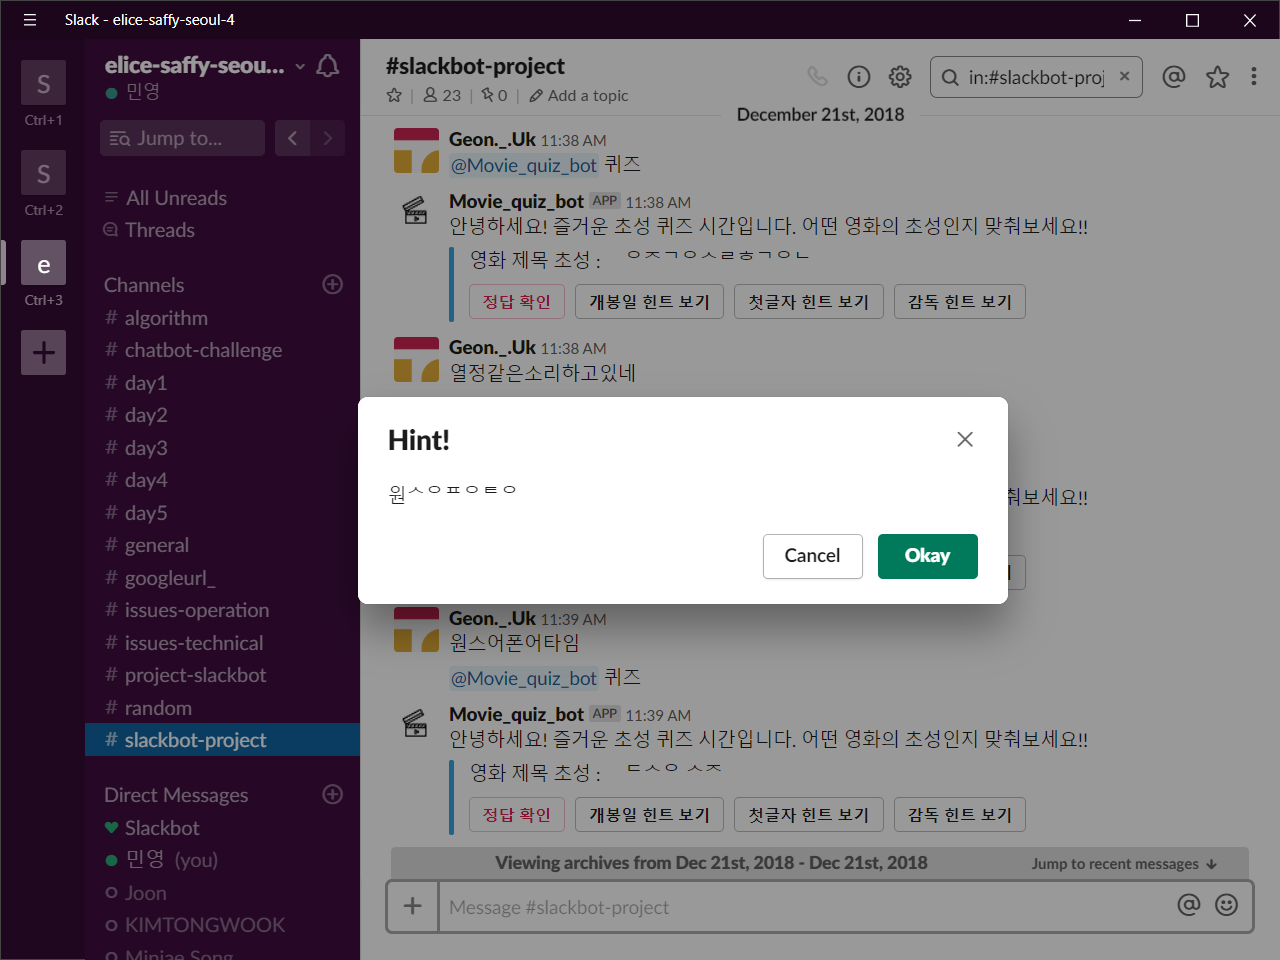 Slack - elice-saffy-seoul-4
S
Ctrl+1
S
Ctrl+2
e
Ctrl+3
elice-saffy-seou...
민영
Jump to...
All Unreads
Threads
Channels
# algorithm
# chatbot-challenge
# day1
# day2
# day3
# day4
# day5
# general
# googleurl_
# issues-operation
# issues-technical
# project-slackbot
# random
# slackbot-project
Direct Messages
Slackbot
민영 (you)
Joon
KIMTONGWOOK
Minjae Song
#slackbot-project
23 | 0 | Add a topic
in:#slackbot-proj
December 21st, 2018
Geon._.Uk 11:38 AM
@Movie_quiz_bot 퀴즈
Movie_quiz_bot APP 11:38 AM
안녕하세요! 즐거운 초성 퀴즈 시간입니다. 어떤 영화의 초성인지 맞춰보세요!!
영화 제목 초성 : ㅇㅈㄱㅇㅅㄹㅎㄱㅇㄴ
정답 확인
개봉일 힌트 보기
첫글자 힌트 보기
감독 힌트 보기
Geon._.Uk 11:38 AM
열정같은소리하고있네
Hint!
원ㅅㅇㅍㅇㅌㅇ
Cancel
Okay
춰보세요!!
Geon._.Uk 11:39 AM
원스어폰어타임
@Movie_quiz_bot 퀴즈
Movie_quiz_bot APP 11:39 AM
안녕하세요! 즐거운 초성 퀴즈 시간입니다. 어떤 영화의 초성인지 맞춰보세요!!
영화 제목 초성 : ㄷㅅㅇ ㅅㅈ
정답 확인
개봉일 힌트 보기
첫글자 힌트 보기
감독 힌트 보기
Viewing archives from Dec 21st, 2018 - Dec 21st, 2018
Jump to recent messages
Message #slackbot-project